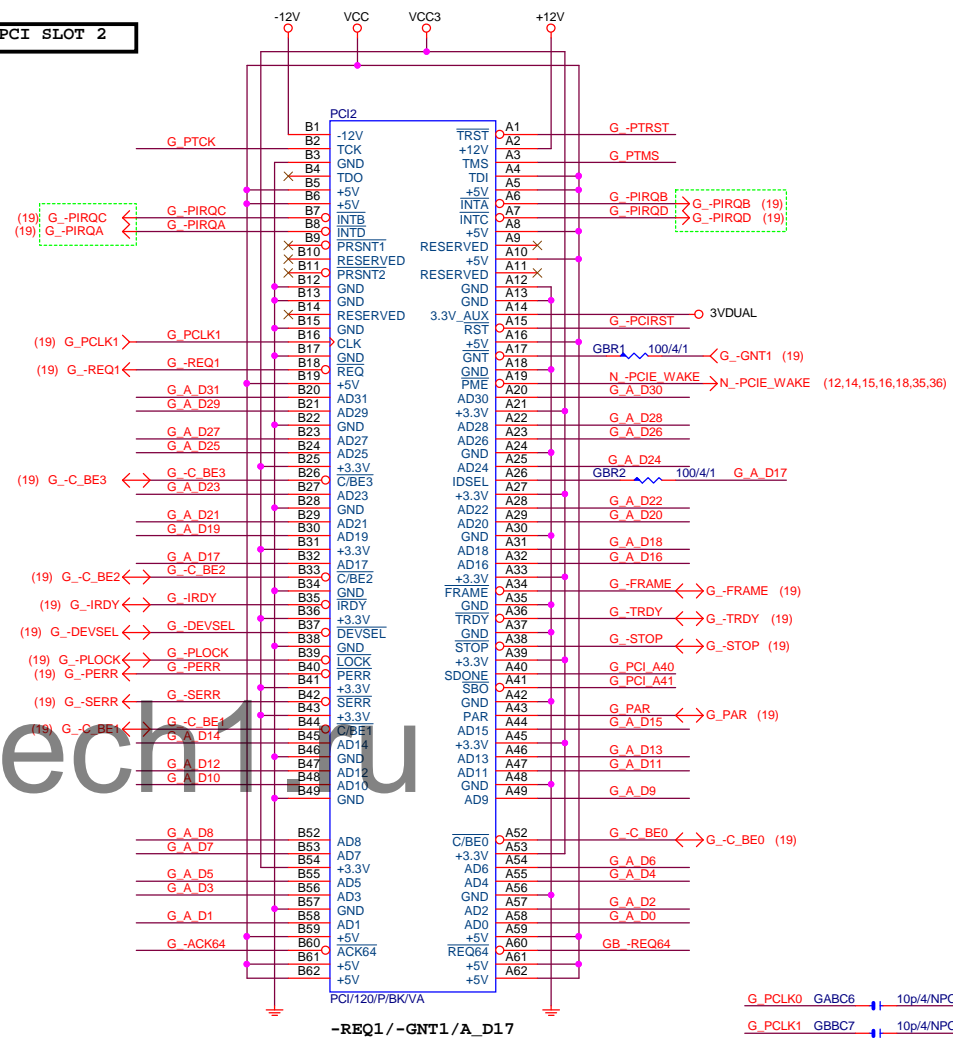 PCI SLOT 2
-12V VCC VCC3 +12V
PCI2
B1 -12V TRST A1 G_-PTRST
G_PTCK B2 TCK +12V A2
B3 GND TMS A3 G_PTMS
B4 TDO TDI A4
B5 +5V +5V A5
B6 +5V INTA A6 G_-PIRQB G_-PIRQB (19)
(19) G_-PIRQC G_-PIRQC B7 INTB INTC A7 G_-PIRQD G_-PIRQD (19)
(19) G_-PIRQA G_-PIRQA B8 INTD +5V A8
B9 PRSNT1 RESERVED A9
B10 RESERVED +5V A10
B11 PRSNT2 RESERVED A11
B12 GND GND A12
B13 GND GND A13
B14 RESERVED 3.3V_AUX A14 3VDUAL
B15 GND RST A15 G_-PCIRST
(19) G_PCLK1 G_PCLK1 B16 CLK +5V A16
B17 GND GNT A17 GBR1 100/4/1 G_-GNT1 (19)
(19) G_-REQ1 G_-REQ1 B18 REQ GND A18
B19 +5V PME A19 N_-PCIE_WAKE N_-PCIE_WAKE (12,14,15,16,18,35,36)
G_A_D31 B20 AD31 AD30 A20 G_A_D30
G_A_D29 B21 AD29 +3.3V A21
B22 GND AD28 A22 G_A_D28
G_A_D27 B23 AD27 AD26 A23 G_A_D26
G_A_D25 B24 AD25 GND A24
B25 +3.3V AD24 A25 G_A_D24
(19) G_-C_BE3 G_-C_BE3 B26 C/BE3 IDSEL A26 GBR2 100/4/1 G_A_D17
G_A_D23 B27 AD23 +3.3V A27
B28 GND AD22 A28 G_A_D22
G_A_D21 B29 AD21 AD20 A29 G_A_D20
G_A_D19 B30 AD19 GND A30
B31 +3.3V AD18 A31 G_A_D18
G_A_D17 B32 AD17 AD16 A32 G_A_D16
(19) G_-C_BE2 G_-C_BE2 B33 C/BE2 +3.3V A33
B34 GND FRAME A34 G_-FRAME G_-FRAME (19)
(19) G_-IRDY G_-IRDY B35 IRDY GND A35
B36 +3.3V TRDY A36 G_-TRDY G_-TRDY (19)
(19) G_-DEVSEL G_-DEVSEL B37 DEVSEL GND A37
B38 GND STOP A38 G_-STOP G_-STOP (19)
(19) G_-PLOCK G_-PLOCK B39 LOCK +3.3V A39
(19) G_-PERR G_-PERR B40 PERR SDONE A40 G_PCI_A40
B41 +3.3V SBO A41 G_PCI_A41
(19) G_-SERR G_-SERR B42 SERR GND A42
B43 +3.3V PAR A43 G_PAR G_PAR (19)
(19) G_-C_BE1 G_-C_BE1 B44 C/BE1 AD15 A44 G_A_D15
G_A_D14 B45 AD14 +3.3V A45
B46 GND AD13 A46 G_A_D13
G_A_D12 B47 AD12 AD11 A47 G_A_D11
G_A_D10 B48 AD10 GND A48
B49 GND AD9 A49 G_A_D9
ech1.ru
G_A_D8 B52 AD8 C/BE0 A52 G_-C_BE0 G_-C_BE0 (19)
G_A_D7 B53 AD7 +3.3V A53
B54 +3.3V AD6 A54 G_A_D6
G_A_D5 B55 AD5 AD4 A55 G_A_D4
G_A_D3 B56 AD3 GND A56
B57 GND AD2 A57 G_A_D2
G_A_D1 B58 AD1 AD0 A58 G_A_D0
B59 +5V +5V A59
G_-ACK64 B60 ACK64 REQ64 A60 GB_-REQ64
B61 +5V +5V A61
B62 +5V +5V A62
PCI/120/P/BK/VA
-REQ1/-GNT1/A_D17
G_PCLK0 GABC6 10p/4/NPO
G_PCLK1 GBBC7 10p/4/NPO